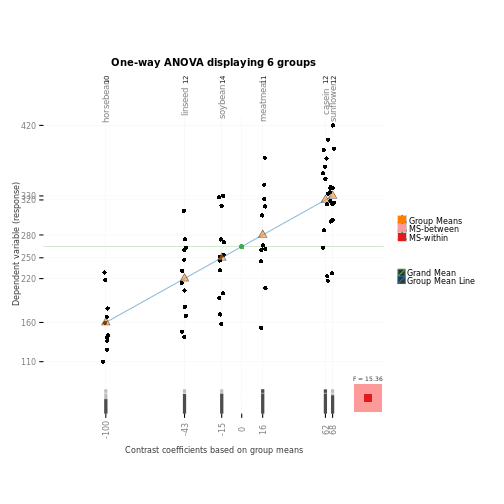 One-way ANOVA displaying 6 groups
horsebean 10
linseed 12
soybean 14
meatmeal 11
casein 12
sunflower 12
Dependent variable (response)
420
320
280
250
220
160
110
Group Means
MS-between
MS-within
Grand Mean
Group Mean Line
F = 15.36
-100
-43
-15
0
16
62
68
Contrast coefficients based on group means